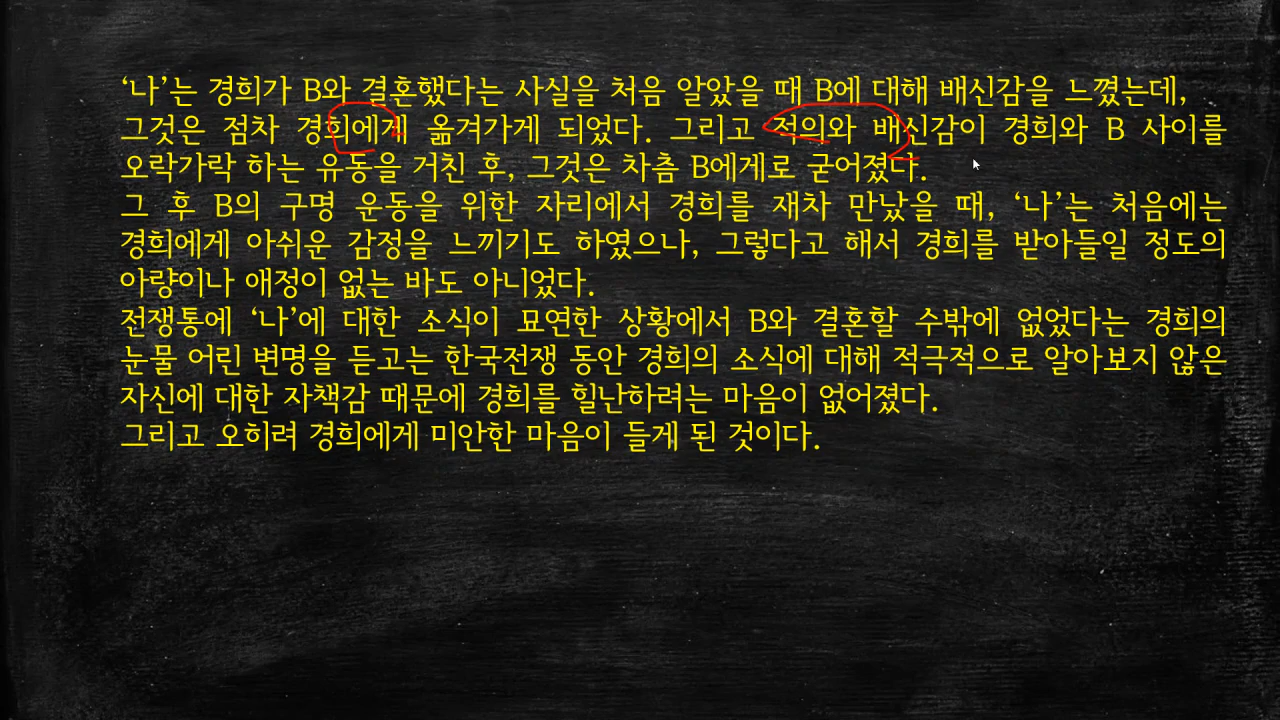 ‘나’는 경희가 B와 결혼했다는 사실을 처음 알았을 때 B에 대해 배신감을 느꼈는데,
그것은 점차 경희에게 옮겨가게 되었다. 그리고 적의와 배신감이 경희와 B 사이를
오락가락 하는 유동을 거친 후, 그것은 차츰 B에게로 굳어졌다.
그 후 B의 구명 운동을 위한 자리에서 경희를 재차 만났을 때, ‘나’는 처음에는
경희에게 아쉬운 감정을 느끼기도 하였으나, 그렇다고 해서 경희를 받아들일 정도의
아량이나 애정이 없는 바도 아니었다.
전쟁통에 ‘나’에 대한 소식이 묘연한 상황에서 B와 결혼할 수밖에 없었다는 경희의
눈물 어린 변명을 듣고는 한국전쟁 동안 경희의 소식에 대해 적극적으로 알아보지 않은
자신에 대한 자책감 때문에 경희를 힐난하려는 마음이 없어졌다.
그리고 오히려 경희에게 미안한 마음이 들게 된 것이다.